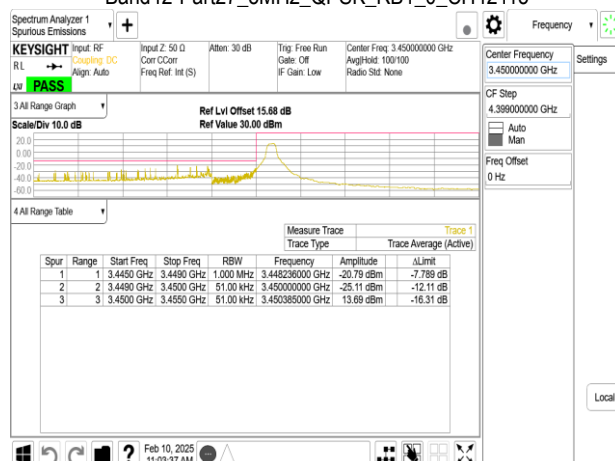 Spectrum Analyzer 1
Spurious Emissions
+
Frequency
KEYSIGHT
RL
LXI
PASS
Input: RF
Coupling: DC
Align: Auto
Input Z: 50 Ω
Corr CCorr
Freq Ref: Int (S)
Atten: 30 dB
Trig: Free Run
Gate: Off
IF Gain: Low
Center Freq: 3.450000000 GHz
Avg|Hold: 100/100
Radio Std: None
Center Frequency
3.450000000 GHz
Settings
CF Step
4.399000000 GHz
Auto
Man
Freq Offset
0 Hz
Local
3 All Range Graph
Scale/Div 10.0 dB
Ref Lvl Offset 15.68 dB
Ref Value 30.00 dBm
20.0
0.00
-20.0
-40.0
-60.0
4 All Range Table
Measure Trace Trace 1
Trace Type Trace Average (Active)
Spur Range Start Freq Stop Freq RBW Frequency Amplitude ΔLimit
1 1 3.4450 GHz 3.4490 GHz 1.000 MHz 3.448236000 GHz -20.79 dBm -7.789 dB
2 2 3.4490 GHz 3.4500 GHz 51.00 kHz 3.450000000 GHz -25.11 dBm -12.11 dB
3 3 3.4500 GHz 3.4550 GHz 51.00 kHz 3.450385000 GHz 13.69 dBm -16.31 dB
?
Feb 10, 2025
11:03:37 AM